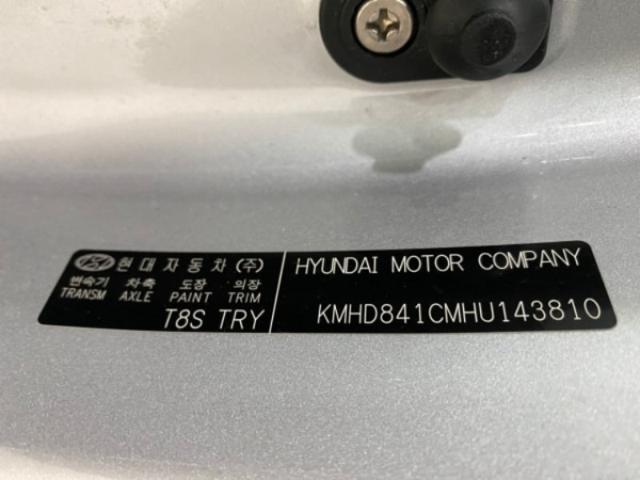 현대자동차(주)
변속기 차축 도장 의장
TRANSM AXLE PAINT TRIM
T8S TRY
HYUNDAI MOTOR COMPANY
KMHD841CMHU143810